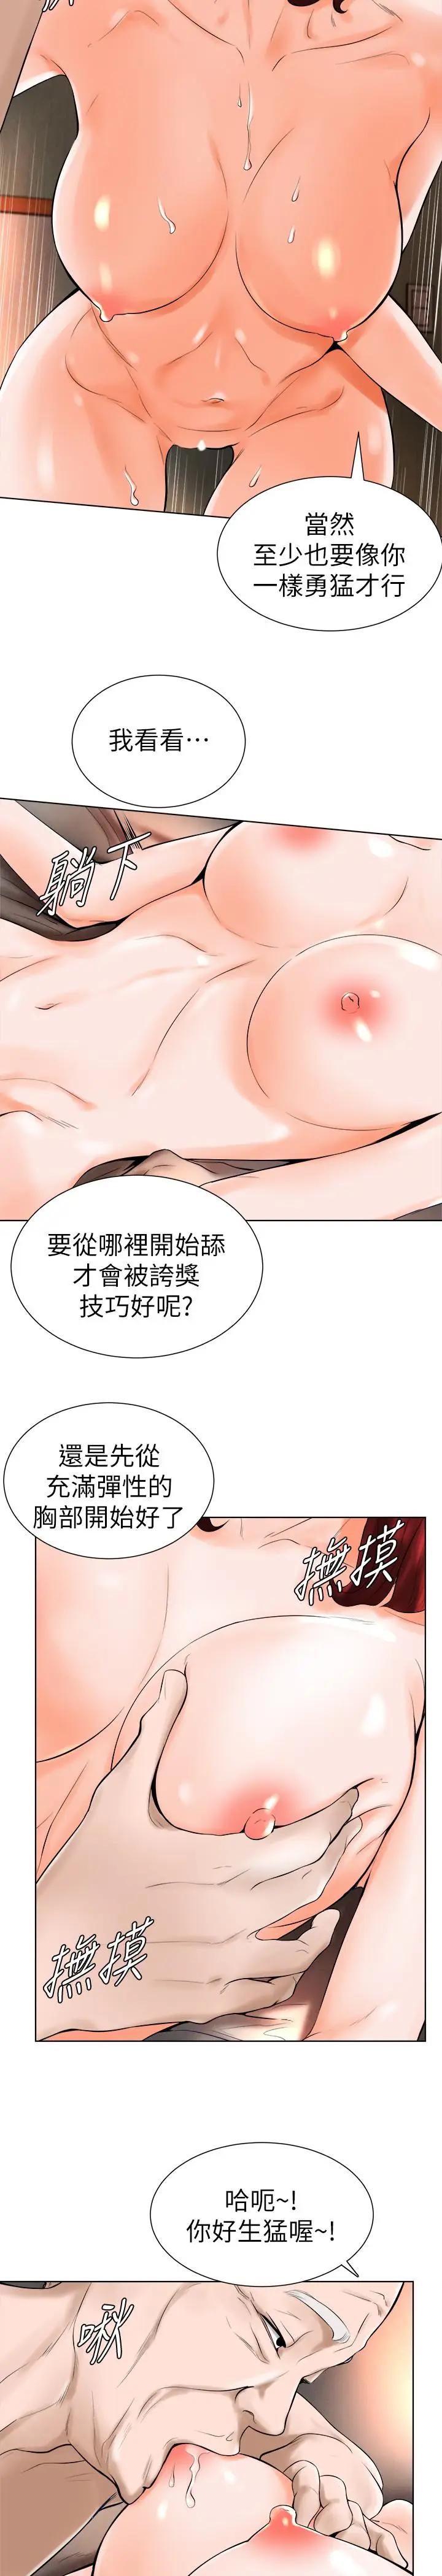 當然
至少也要像你
一樣勇猛才行
我看看…
躺下
要從哪裡開始舔
才會被誇獎
技巧好呢?
還是先從
充滿彈性的
胸部開始好了
撫摸
撫摸
哈呃~!
你好生猛喔~!
啾